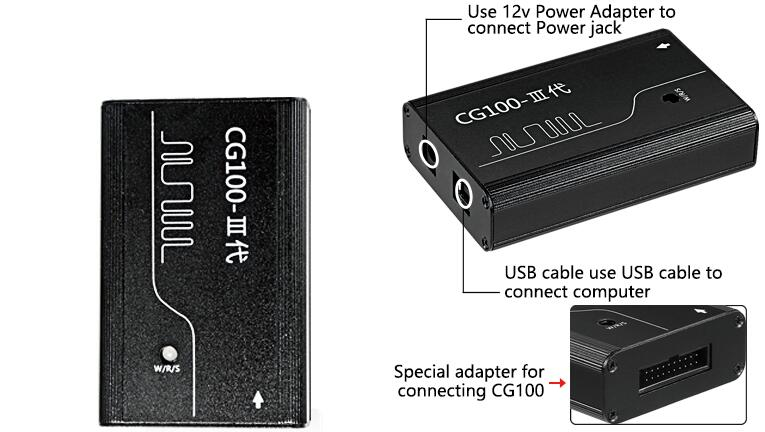 Use 12v Power Adapter to
connect Power jack
CG100-Ⅲ代
W/R/S
CG100-Ⅲ代
W/R/S
USB cable use USB cable to
connect computer
W/R/S
Special adapter for
connecting CG100